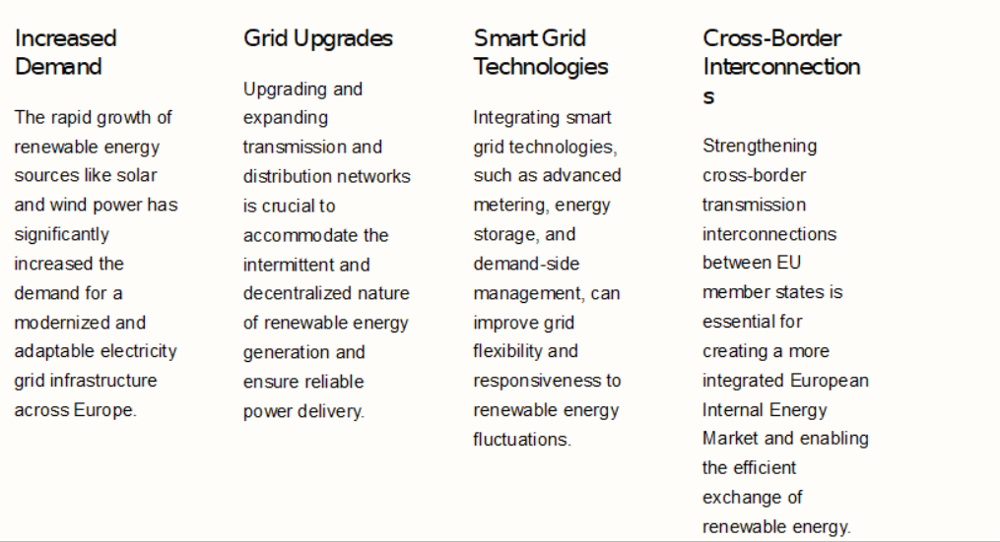 Increased
Demand
The rapid growth of
renewable energy
sources like solar
and wind power has
significantly
increased the
demand for a
modernized and
adaptable electricity
grid infrastructure
across Europe.
Grid Upgrades
Upgrading and
expanding
transmission and
distribution networks
is crucial to
accommodate the
intermittent and
decentralized nature
of renewable energy
generation and
ensure reliable
power delivery.
Smart Grid
Technologies
Integrating smart
grid technologies,
such as advanced
metering, energy
storage, and
demand-side
management, can
improve grid
flexibility and
responsiveness to
renewable energy
fluctuations.
Cross-Border
Interconnection
s
Strengthening
cross-border
transmission
interconnections
between EU
member states is
essential for
creating a more
integrated European
Internal Energy
Market and enabling
the efficient
exchange of
renewable energy.